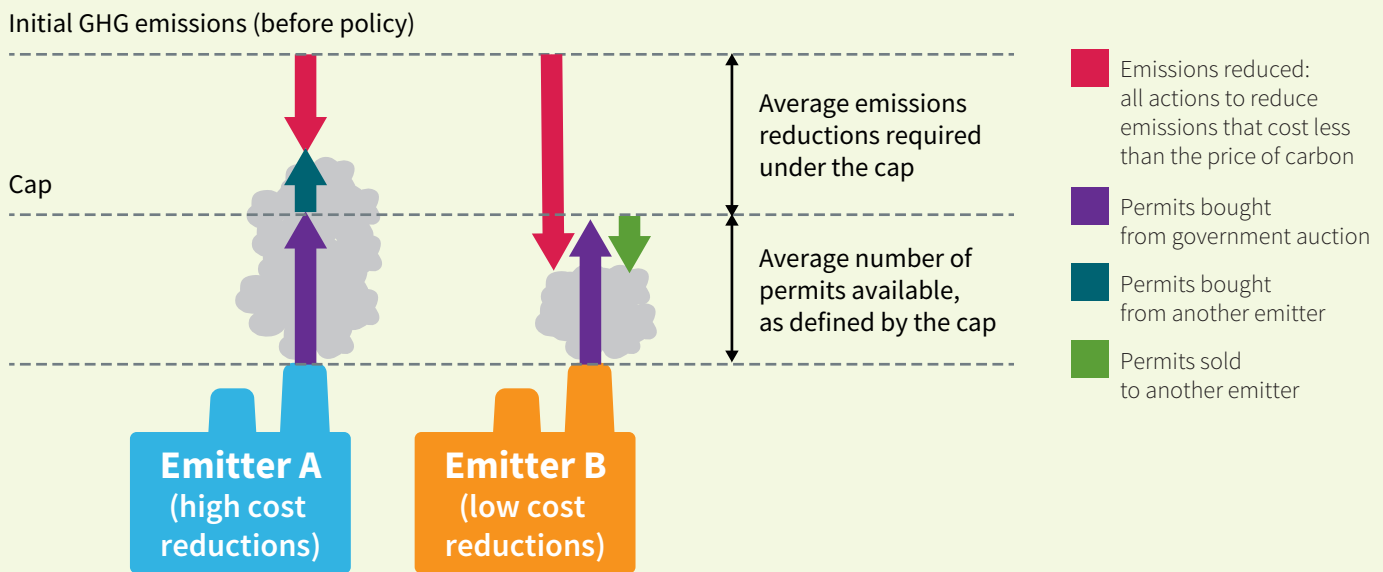 Initial GHG emissions (before policy)
Cap
Average emissions
reductions required
under the cap
Average number of
permits available,
as defined by the cap
Emitter A
(high cost
reductions)
Emitter B
(low cost
reductions)
Emissions reduced:
all actions to reduce
emissions that cost less
than the price of carbon
Permits bought
from government auction
Permits bought
from another emitter
Permits sold
to another emitter